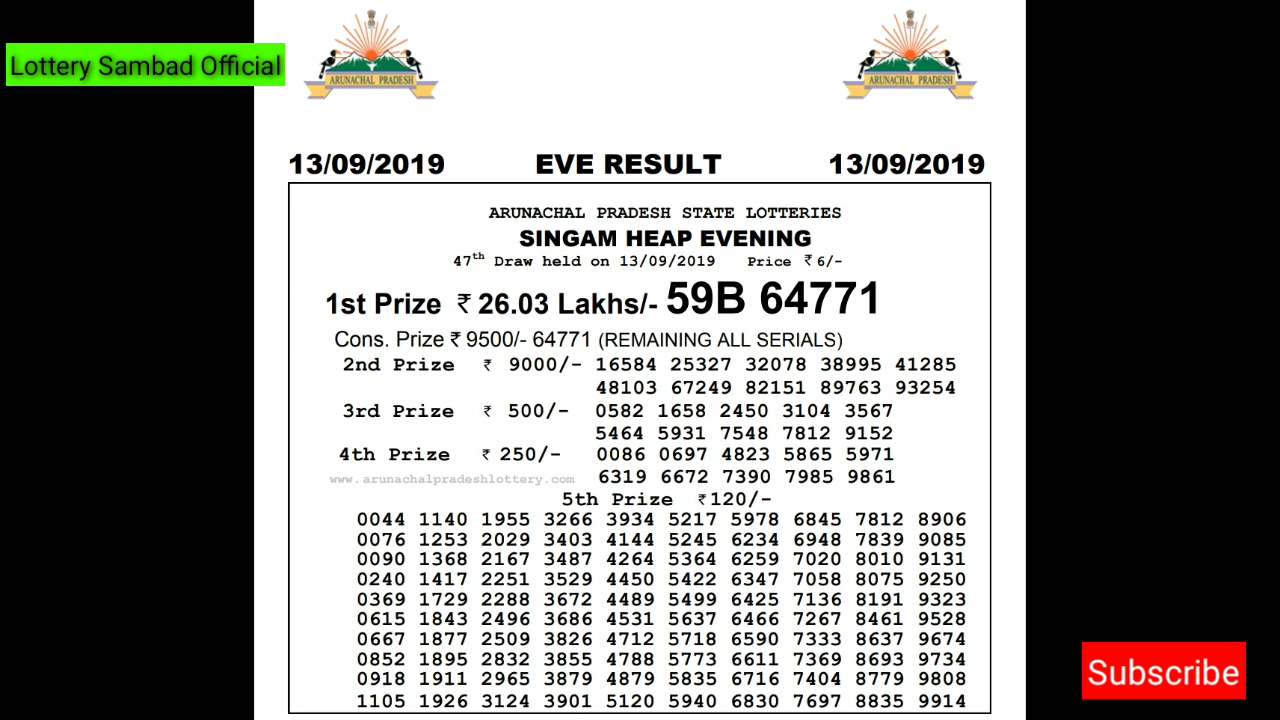 ARUNACHAL PRADESH ARUNACHAL PRADESH
Lottery Sambad Official
13/09/2019 EVE RESULT 13/09/2019
ARUNACHAL PRADESH STATE LOTTERIES
SINGAM HEAP EVENING
47th Draw held on 13/09/2019 Price ₹ 6/-
1st Prize ₹ 26.03 Lakhs/- 59B 64771
Cons. Prize ₹ 9500/- 64771 (REMAINING ALL SERIALS)
2nd Prize ₹ 9000/- 16584 25327 32078 38995 41285
48103 67249 82151 89763 93254
3rd Prize ₹ 500/- 0582 1658 2450 3104 3567
5464 5931 7548 7812 9152
4th Prize ₹ 250/- 0086 0697 4823 5865 5971
www.arunachalpradeshlottery.com 6319 6672 7390 7985 9861
5th Prize ₹120/-
0044 1140 1955 3266 3934 5217 5978 6845 7812 8906
0076 1253 2029 3403 4144 5245 6234 6948 7839 9085
0090 1368 2167 3487 4264 5364 6259 7020 8010 9131
0240 1417 2251 3529 4450 5422 6347 7058 8075 9250
0369 1729 2288 3672 4489 5499 6425 7136 8191 9323
0615 1843 2496 3686 4531 5637 6466 7267 8461 9528
0667 1877 2509 3826 4712 5718 6590 7333 8637 9674
0852 1895 2832 3855 4788 5773 6611 7369 8693 9734
0918 1911 2965 3879 4879 5835 6716 7404 8779 9808
1105 1926 3124 3901 5120 5940 6830 7697 8835 9914
Subscribe